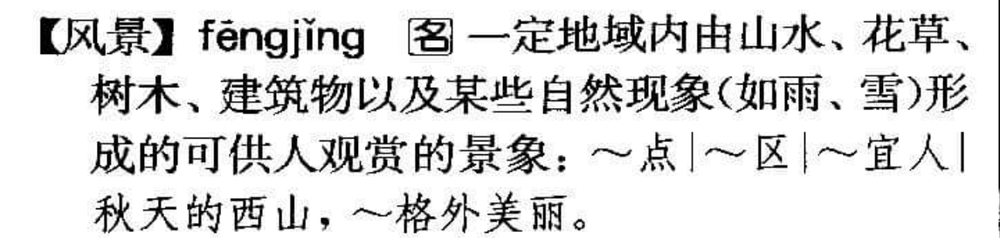 【风景】fēngjǐng 名 一定地域内由山水、花草、
树木、建筑物以及某些自然现象(如雨、雪)形
成的可供人观赏的景象：～点|～区|～宜人|
秋天的西山，～格外美丽。